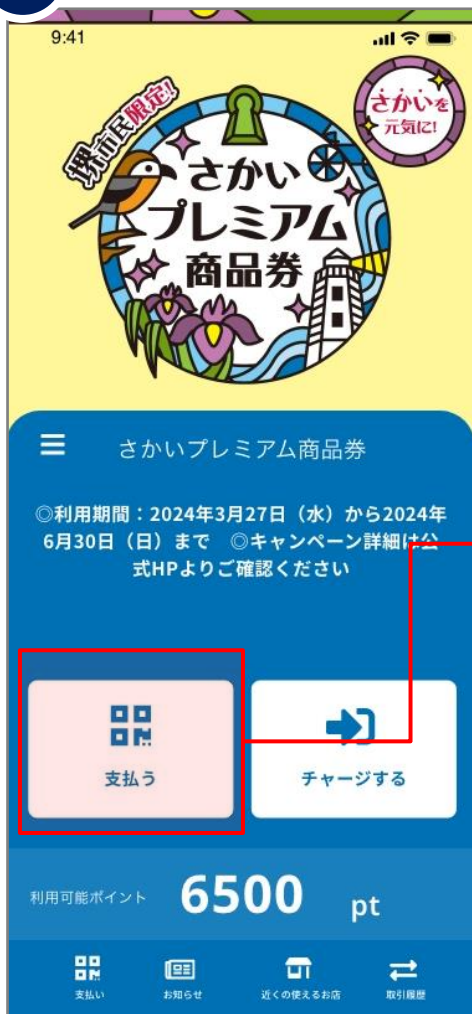 9:41
堺市民限定!
さかいを
元気に!
さかい
プレミアム
商品券
さかいプレミアム商品券
◎利用期間：2024年3月27日（水）から2024年
6月30日（日）まで　◎キャンペーン詳細は公
式HPよりご確認ください
支払う
チャージする
利用可能ポイント 6500 pt
支払い
お知らせ
近くの使えるお店
取引履歴